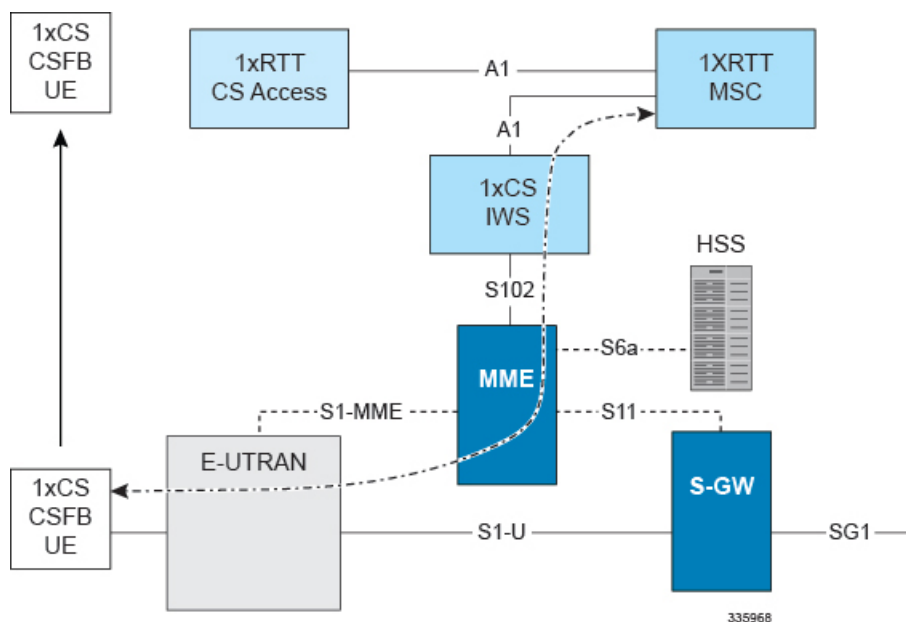 1xCS
CSFB
UE
1xRTT
CS Access
A1
1XRTT
MSC
A1
1xCS
IWS
HSS
S102
MME
S6a
S1-MME
S11
E-UTRAN
1xCS
CSFB
UE
S-GW
S1-U
SG1
335968